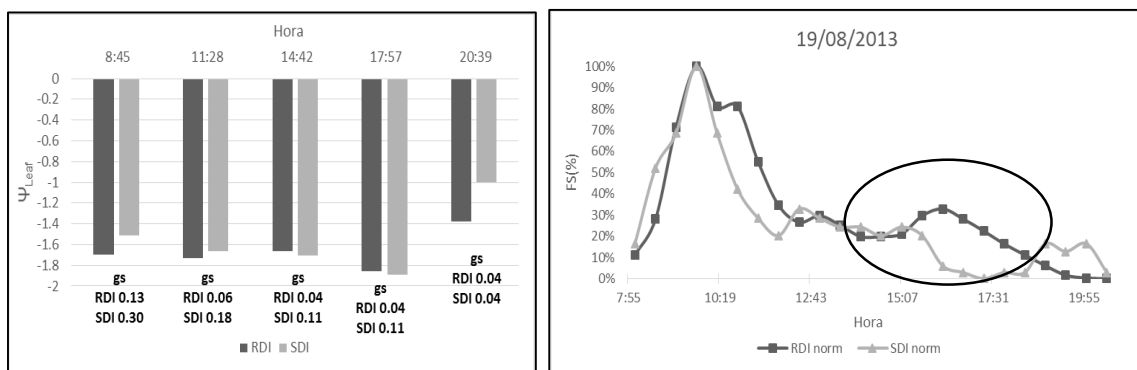 Hora
8:45 11:28 14:42 17:57 20:39
0
-0.2
-0.4
-0.6
-0.8
-1
-1.2
-1.4
-1.6
-1.8
-2
ΨLeaf
gs
RDI 0.13
SDI 0.30
gs
RDI 0.06
SDI 0.18
gs
RDI 0.04
SDI 0.11
gs
RDI 0.04
SDI 0.11
gs
RDI 0.04
SDI 0.04
RDI SDI
19/08/2013
100%
90%
80%
70%
60%
50%
40%
30%
20%
10%
0%
FS(%)
7:55 10:19 12:43 15:07 17:31 19:55
Hora
RDI norm SDI norm